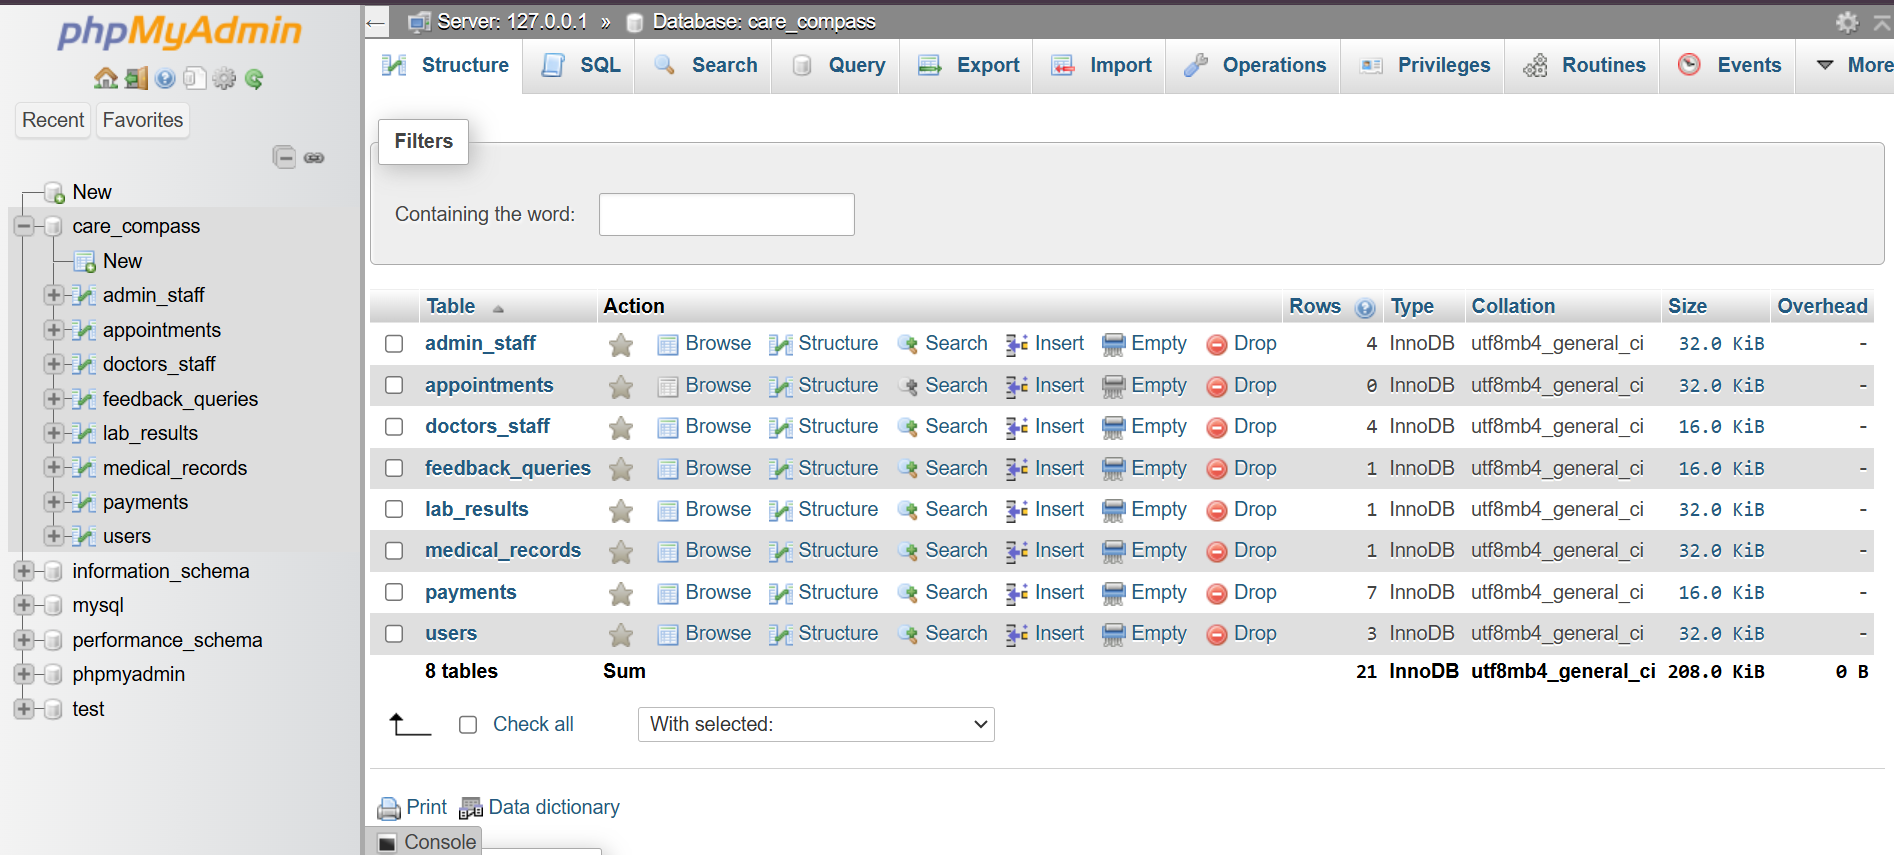 phpMyAdmin
Recent Favorites
New
care_compass
New
admin_staff
appointments
doctors_staff
feedback_queries
lab_results
medical_records
payments
users
information_schema
mysql
performance_schema
phpmyadmin
test
Server: 127.0.0.1 » Database: care_compass
Structure SQL Search Query Export Import Operations Privileges Routines Events More
Filters
Containing the word:
Table Action Rows Type Collation Size Overhead
admin_staff Browse Structure Search Insert Empty Drop 4 InnoDB utf8mb4_general_ci 32.0 KiB -
appointments Browse Structure Search Insert Empty Drop 0 InnoDB utf8mb4_general_ci 32.0 KiB -
doctors_staff Browse Structure Search Insert Empty Drop 4 InnoDB utf8mb4_general_ci 16.0 KiB -
feedback_queries Browse Structure Search Insert Empty Drop 1 InnoDB utf8mb4_general_ci 16.0 KiB -
lab_results Browse Structure Search Insert Empty Drop 1 InnoDB utf8mb4_general_ci 32.0 KiB -
medical_records Browse Structure Search Insert Empty Drop 1 InnoDB utf8mb4_general_ci 32.0 KiB -
payments Browse Structure Search Insert Empty Drop 7 InnoDB utf8mb4_general_ci 16.0 KiB -
users Browse Structure Search Insert Empty Drop 3 InnoDB utf8mb4_general_ci 32.0 KiB -
8 tables Sum 21 InnoDB utf8mb4_general_ci 208.0 KiB 0 B
Check all With selected:
Print Data dictionary
Console